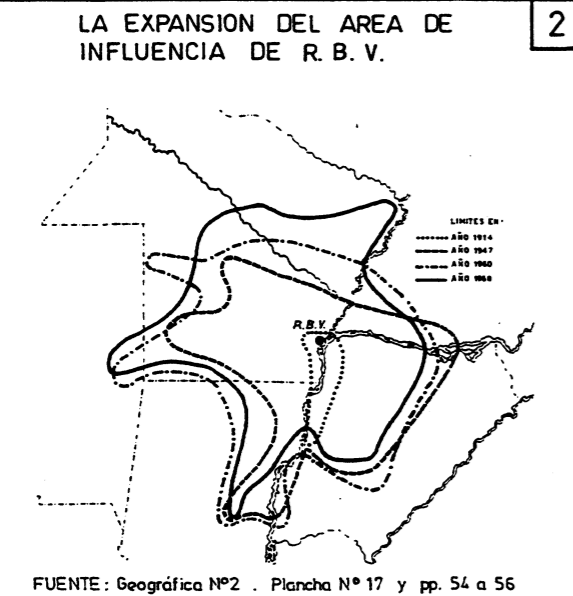 LA EXPANSION DEL AREA DE
INFLUENCIA DE R. B. V.
2
LIMITES EN·
AÑO 1914
AÑO 1947
AÑO 1960
AÑO 1968
R.B.V.
FUENTE: Geográfica Nº2 . Plancha Nº 17 y pp. 54 a 56